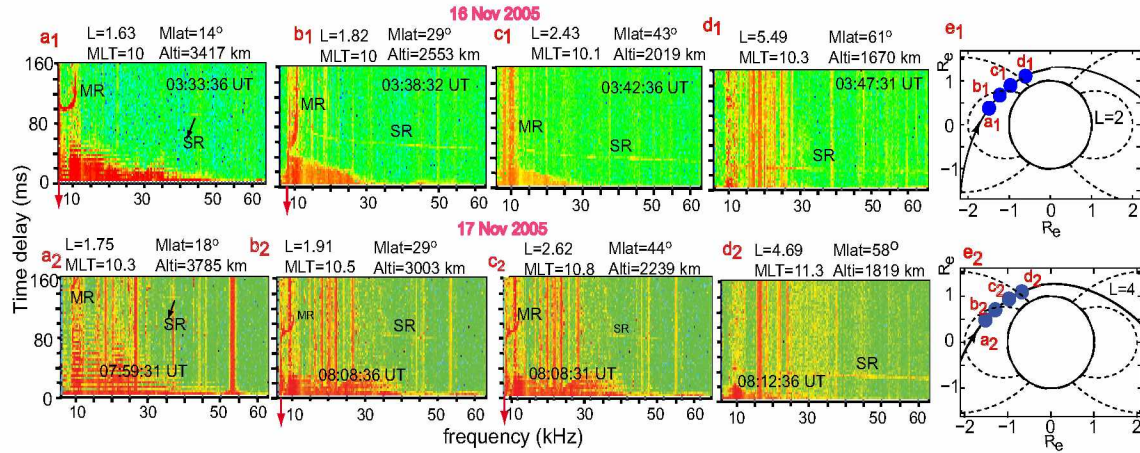 16 Nov 2005
a1 L=1.63 Mlat=14° MLT=10 Alti=3417 km
b1 L=1.82 Mlat=29° MLT=10 Alti=2553 km
c1 L=2.43 Mlat=43° MLT=10.1 Alti=2019 km
d1 L=5.49 Mlat=61° MLT=10.3 Alti=1670 km
e1
160 80 0
MR 03:33:36 UT SR
MR 03:38:32 UT SR
MR 03:42:36 UT SR
03:47:31 UT SR
10 30 40 60
10 30 40 60
10 30 40 60
10 30 40 60
Re 1 0 −1
a1 b1 c1 d1 L=2
−2 −1 0 1 2
Re
Time delay (ms)
17 Nov 2005
a2 L=1.75 Mlat=18° MLT=10.3 Alti=3785 km
b2 L=1.91 Mlat=29° MLT=10.5 Alti=3003 km
c2 L=2.62 Mlat=44° MLT=10.8 Alti=2239 km
d2 L=4.69 Mlat=58° MLT=11.3 Alti=1819 km
e2
160 80 0
MR SR 07:59:31 UT
MR SR 08:08:36 UT
MR SR 08:08:31 UT
SR 08:12:36 UT
10 30 40 60
10 30 40 60
10 30 40 60
10 30 40 60
Re 1 0 −1
a2 b2 c2 d2 L=4
−2 −1 0 1 2
Re
frequency (kHz)